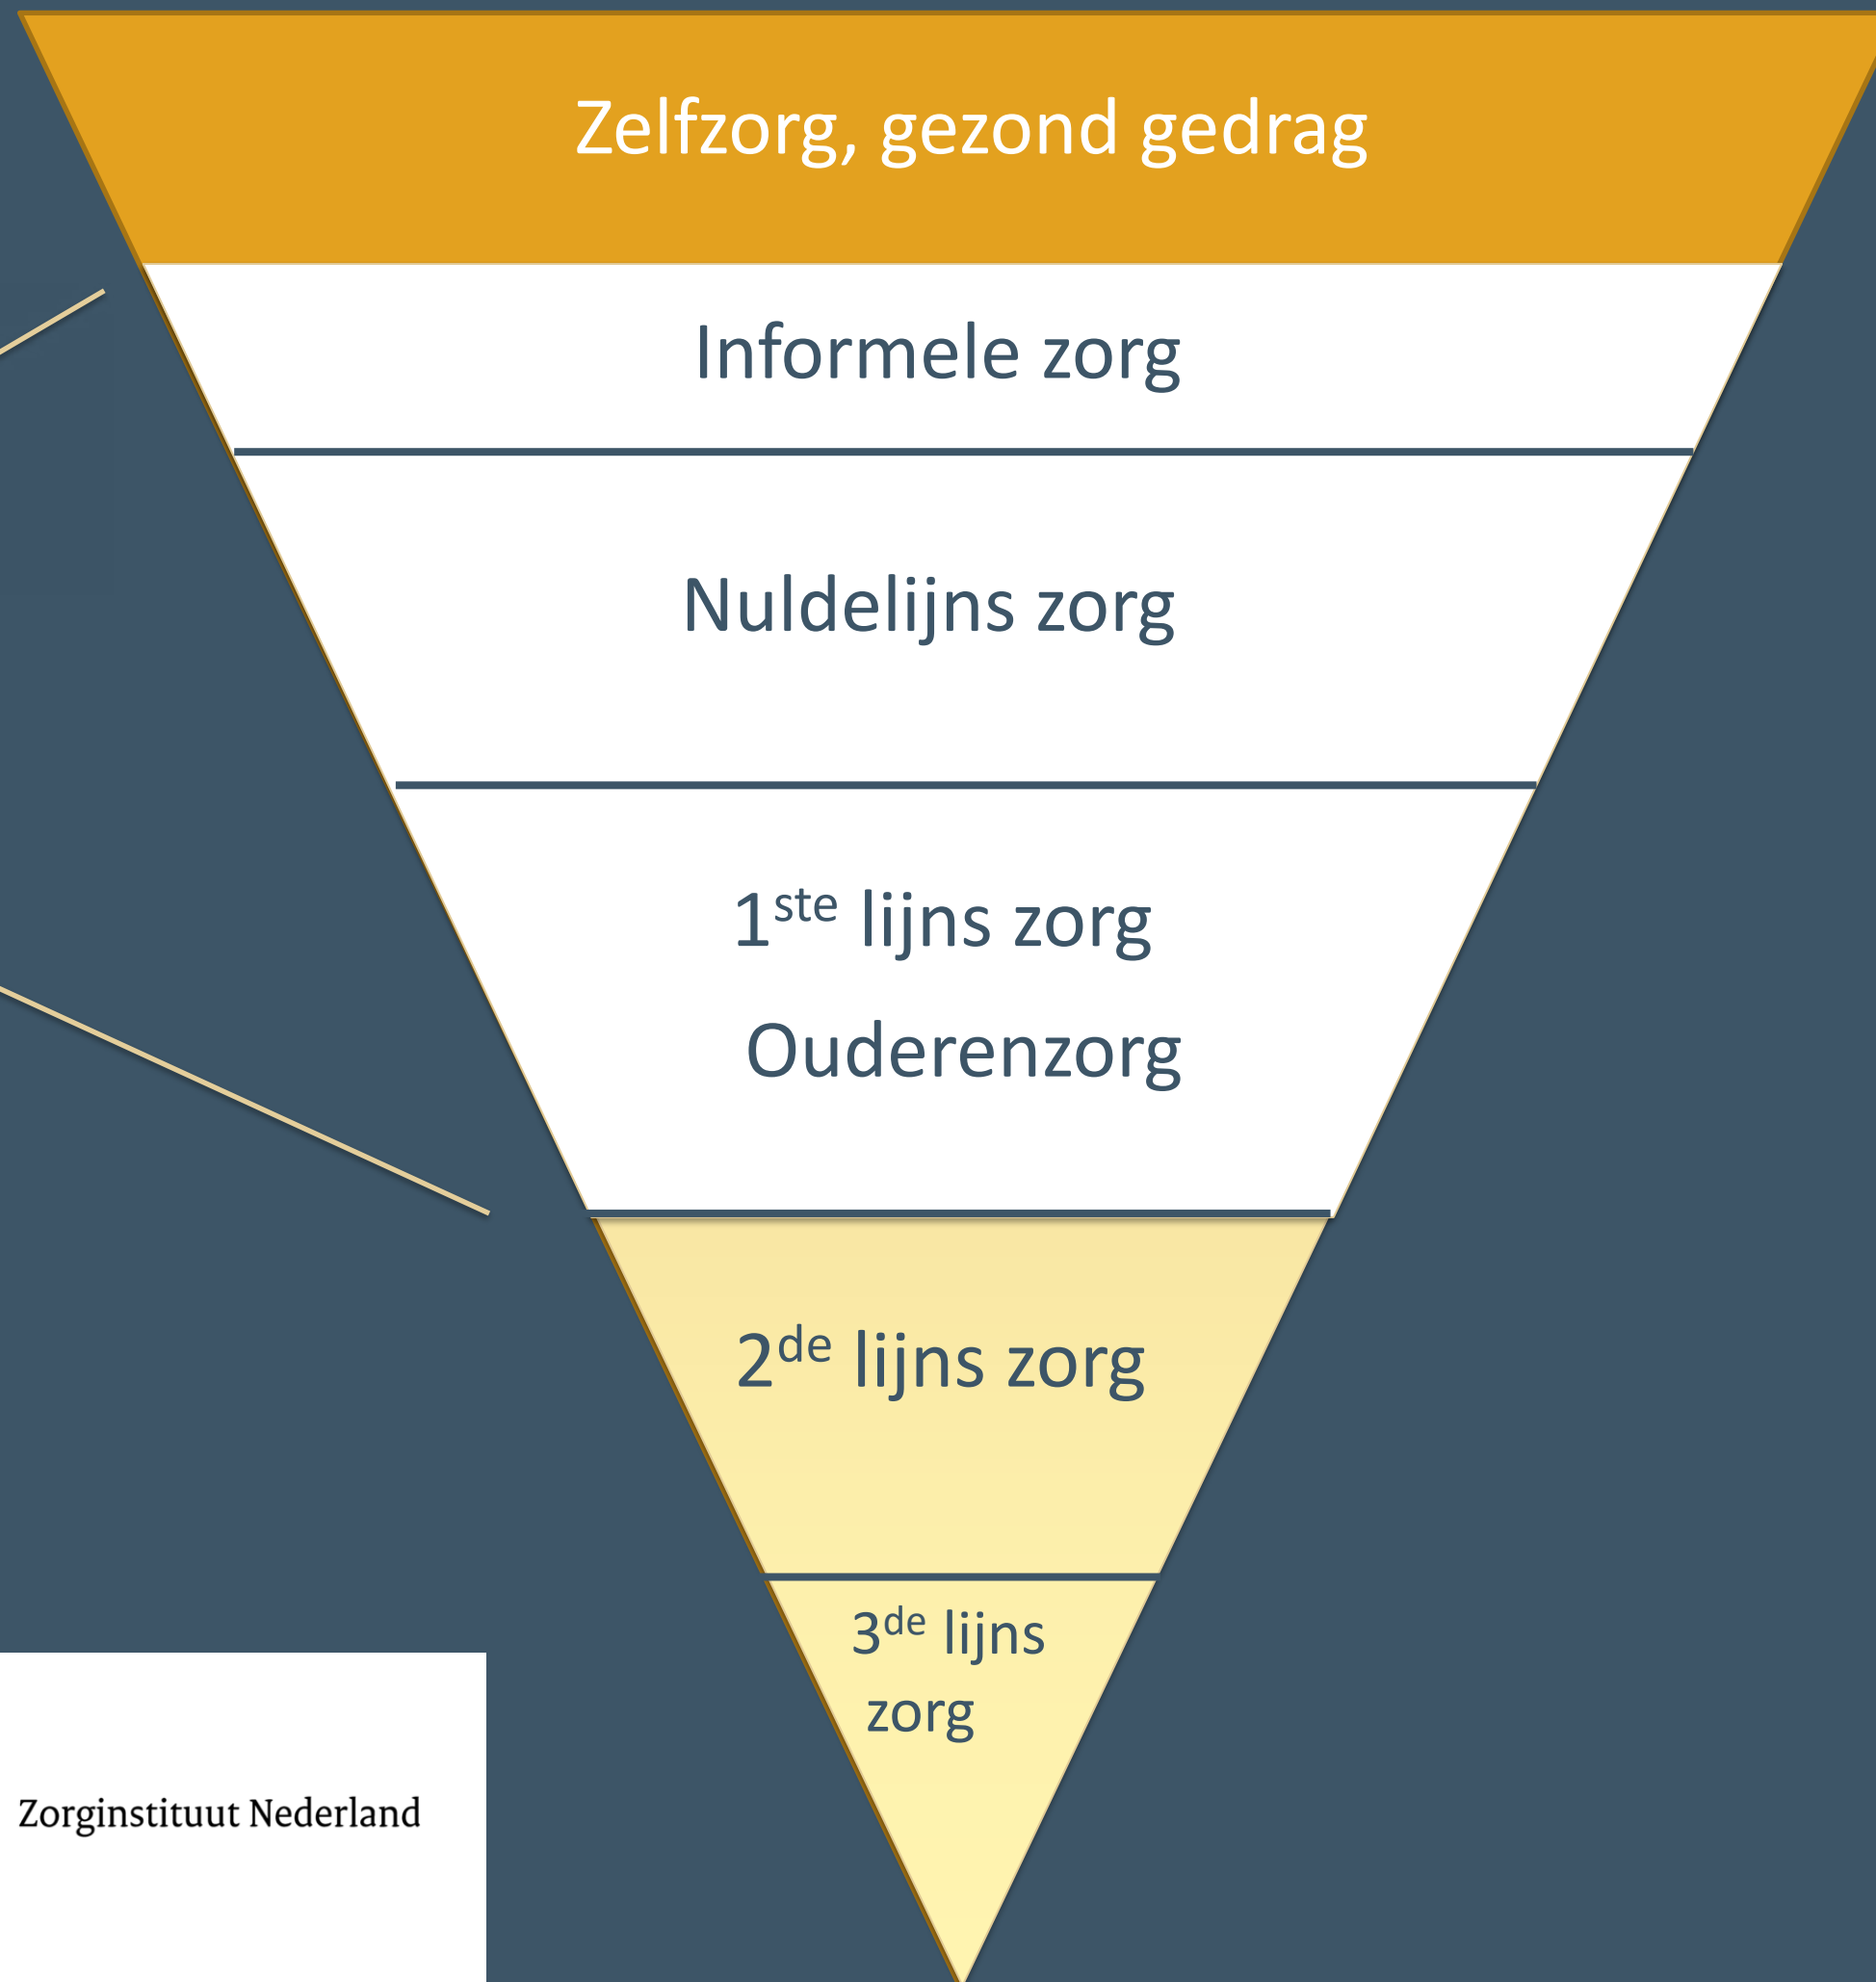 Zelfzorg, gezond gedrag
Informele zorg
Nuldelijns zorg
1ste lijns zorg
Ouderenzorg
2de lijns zorg
3de lijns
zorg
Zorginstituut Nederland